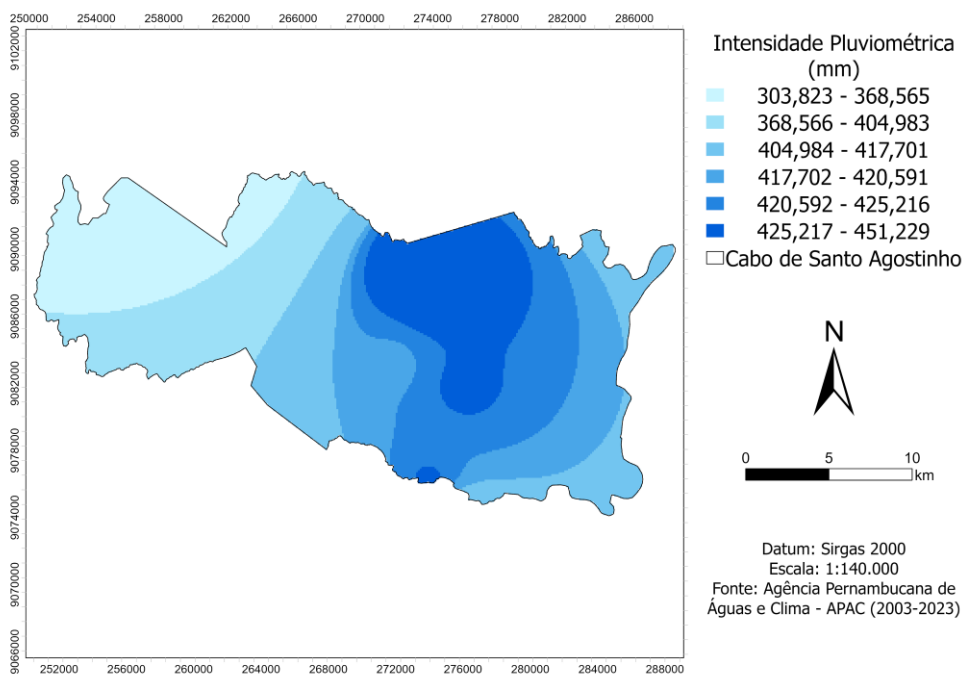 250000 254000 258000 262000 266000 270000 274000 278000 282000 286000
9102000
9098000
9094000
9090000
9086000
9082000
9078000
9074000
9070000
9066000
252000 256000 260000 264000 268000 272000 276000 280000 284000 288000
Intensidade Pluviométrica
(mm)
303,823 - 368,565
368,566 - 404,983
404,984 - 417,701
417,702 - 420,591
420,592 - 425,216
425,217 - 451,229
Cabo de Santo Agostinho
N
0 5 10
km
Datum: Sirgas 2000
Escala: 1:140.000
Fonte: Agência Pernambucana de
Águas e Clima - APAC (2003-2023)